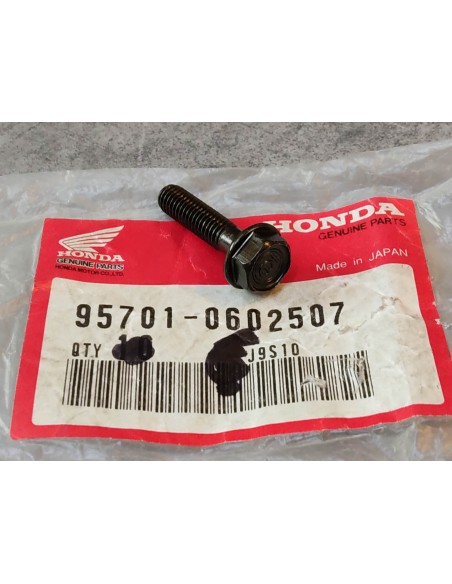 HONDA
GENUINE PARTS
HONDA
GENUINE PARTS
HONDA MOTOR CO.,LTD.
Made in JAPAN
95701-0602507
QTY
J9S10